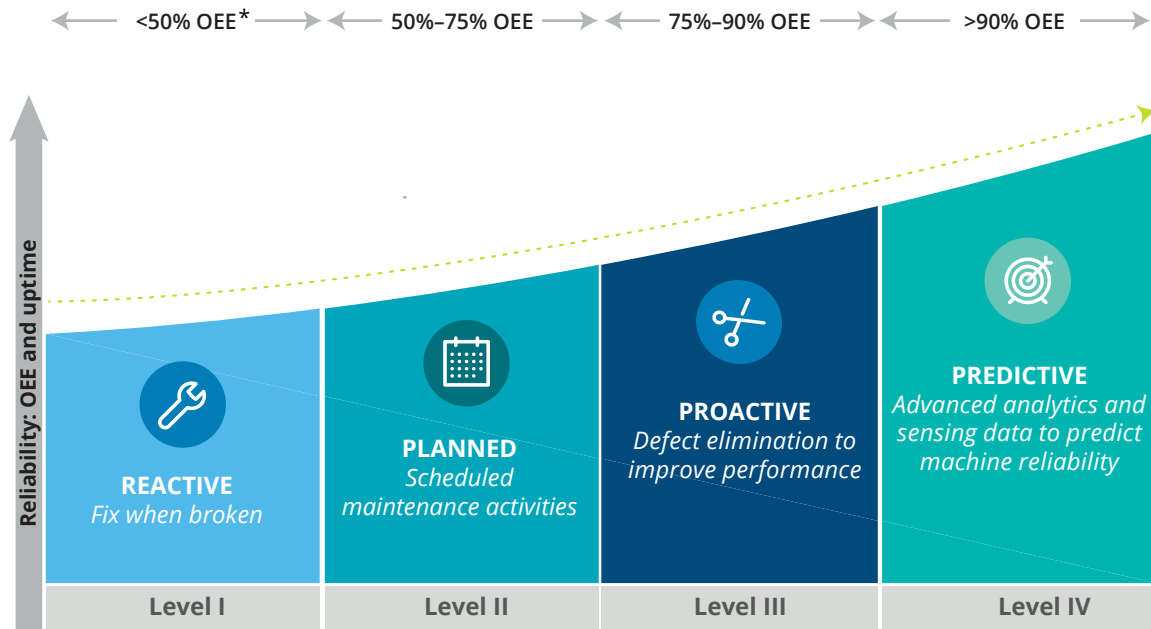 <50% OEE*
50%–75% OEE
75%–90% OEE
>90% OEE
Reliability: OEE and uptime
REACTIVE
Fix when broken
PLANNED
Scheduled
maintenance activities
PROACTIVE
Defect elimination to
improve performance
PREDICTIVE
Advanced analytics and
sensing data to predict
machine reliability
Level I
Level II
Level III
Level IV